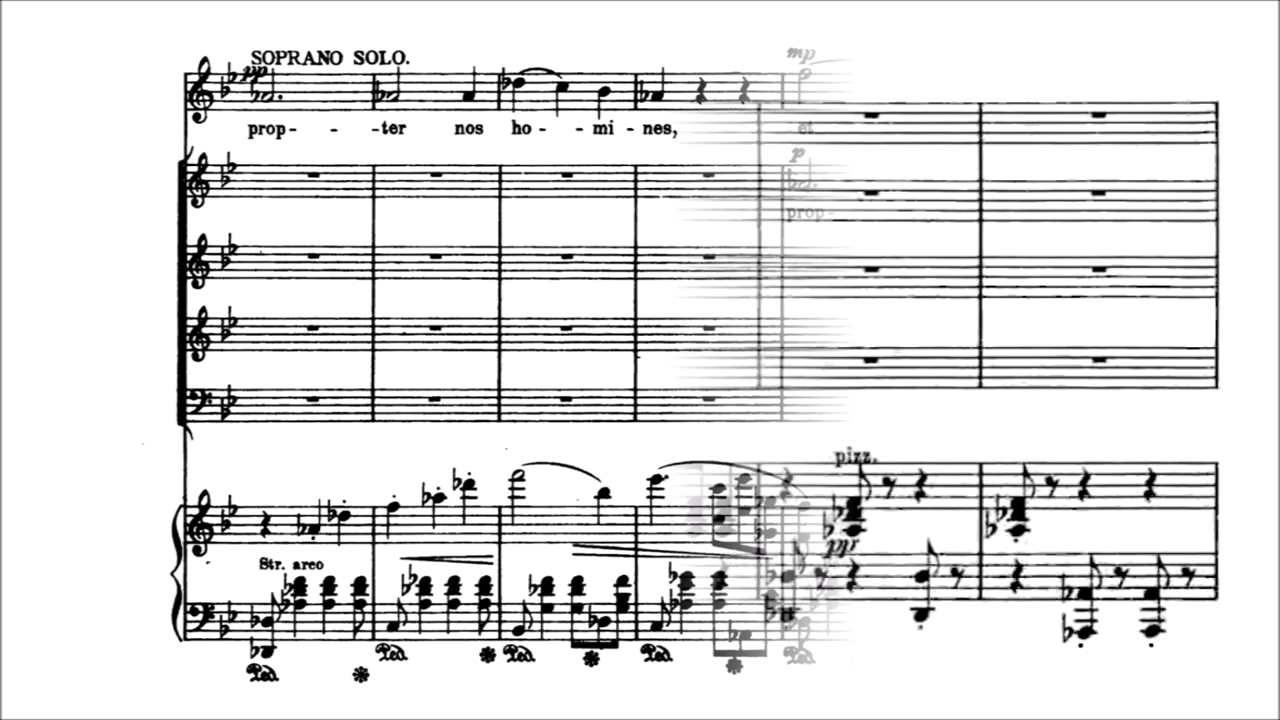 SOPRANO SOLO.
mp
pp
prop - - - ter nos ho - - mi - nes, et
p
prop-
pizz.
pp
Str. arco
Ped. Ped. Ped. Ped. Ped.